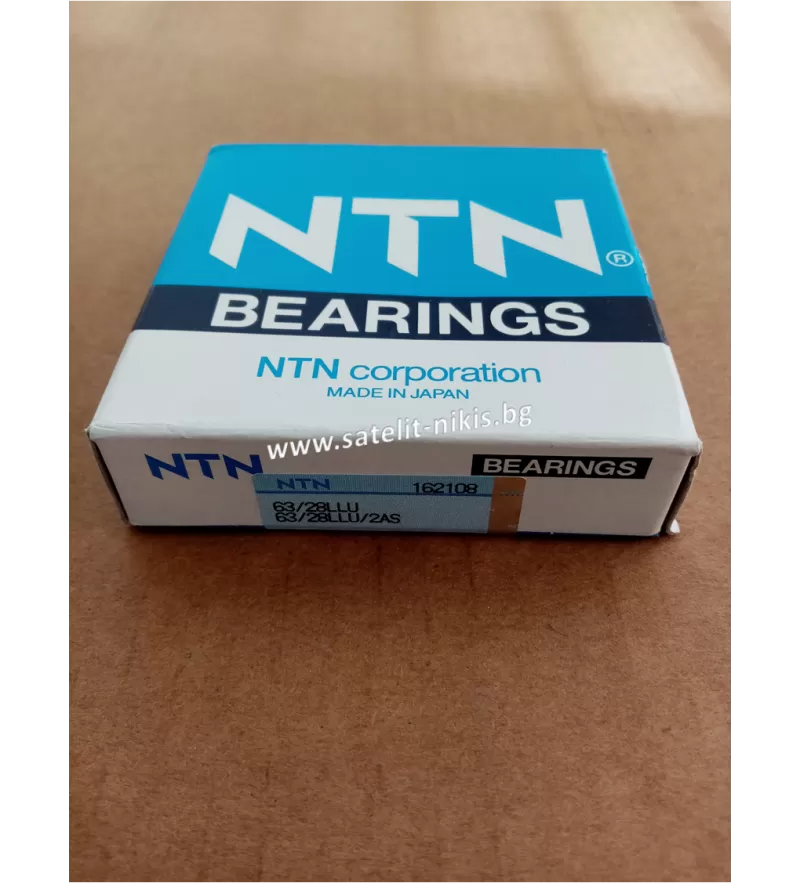 NTN®
BEARINGS
NTN corporation
MADE IN JAPAN
www.satelit-nikis.bg
NTN BEARINGS
NTN 162108
63/28LLU
63/28LLU/2AS